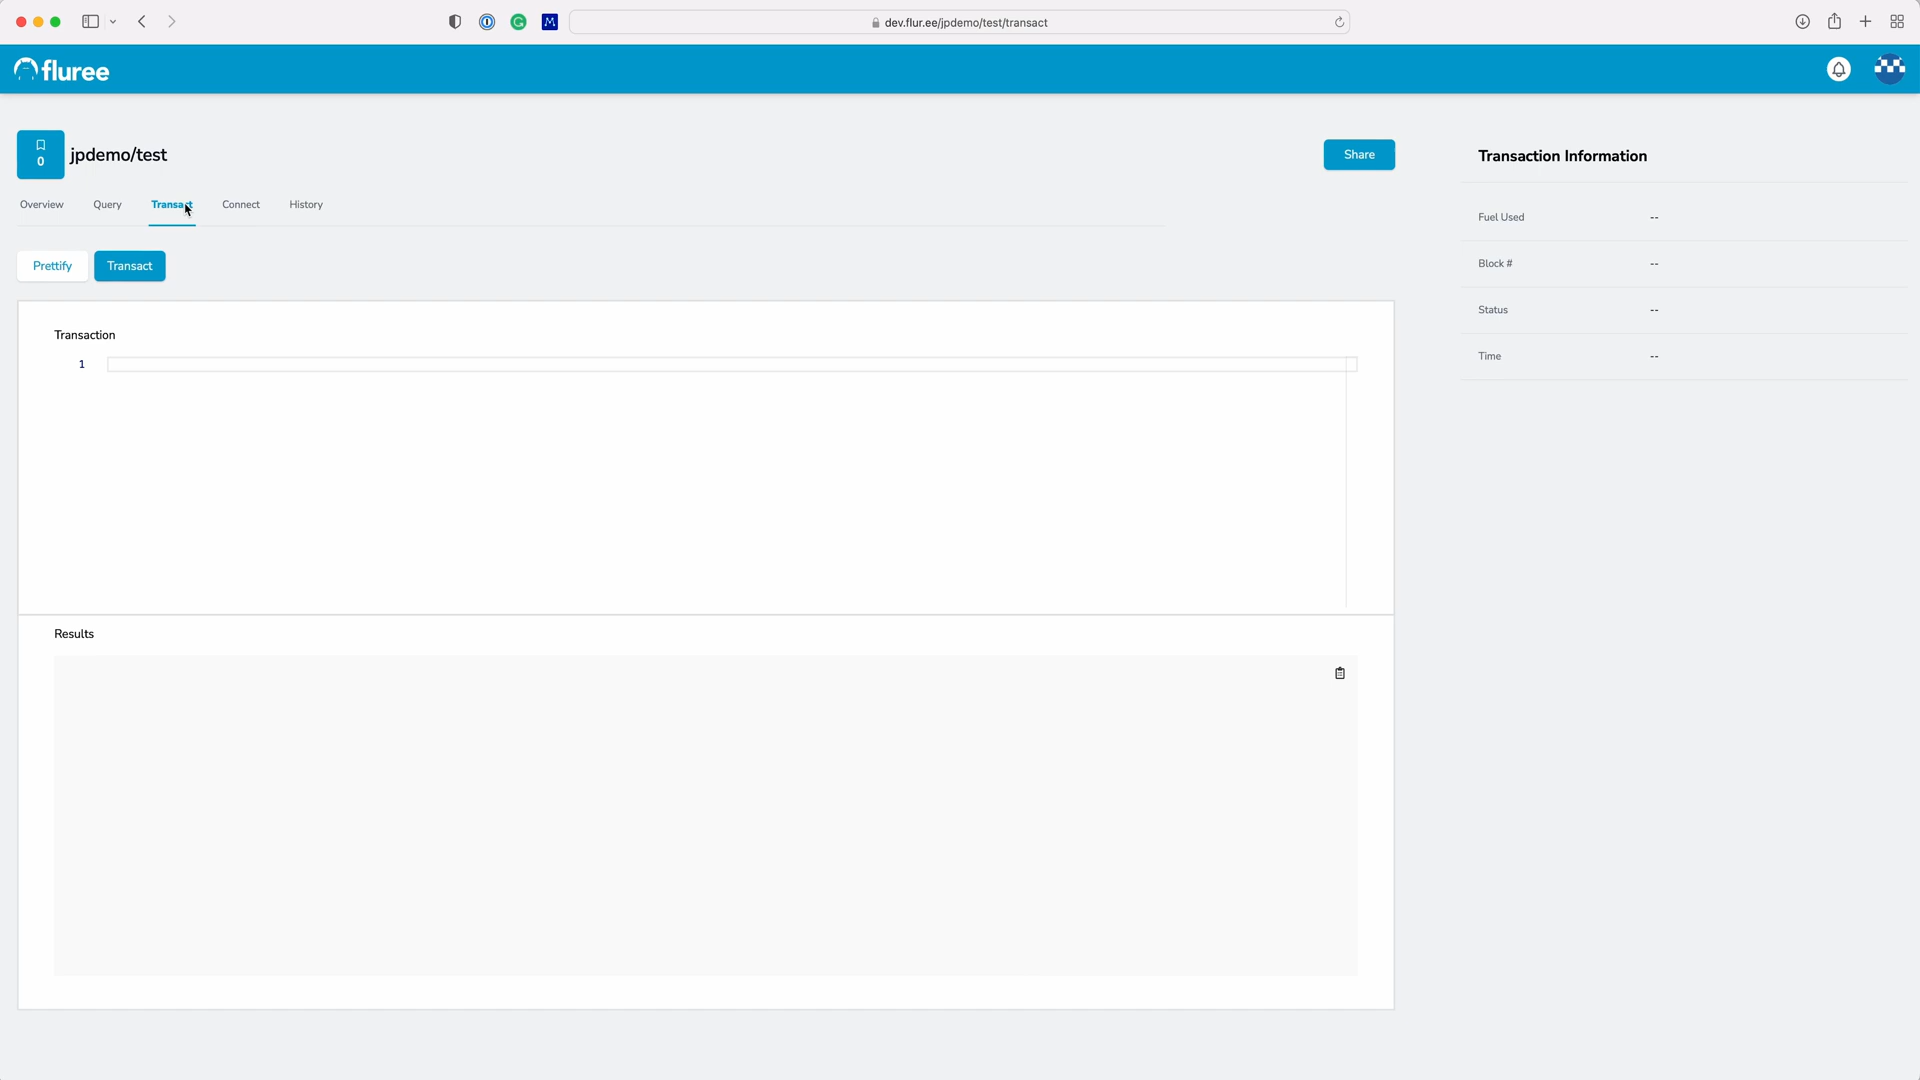 dev.flur.ee/jpdemo/test/transact
fluree
0
jpdemo/test
Share
Overview
Query
Transact
Connect
History
Prettify
Transact
Transaction
1
Results
Transaction Information
Fuel Used --
Block # --
Status --
Time --